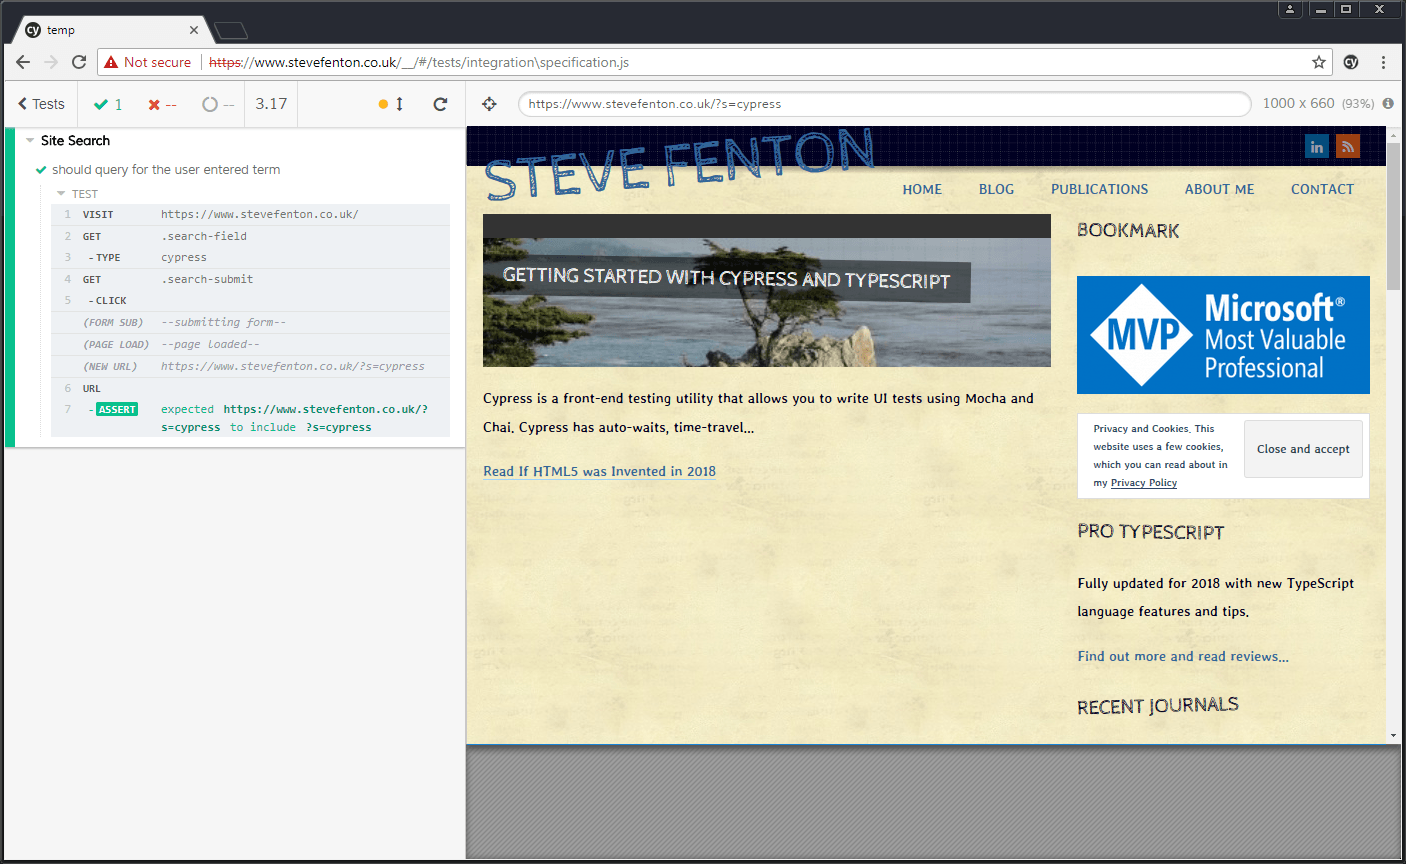 cy temp
Not secure https://www.stevefenton.co.uk/__/#/tests/integration\specification.js cy
Tests 1 -- -- 3.17
https://www.stevefenton.co.uk/?s=cypress 1000 x 660 (93%)
Site Search
should query for the user entered term
TEST
1 VISIT https://www.stevefenton.co.uk/
2 GET .search-field
3 - TYPE cypress
4 GET .search-submit
5 - CLICK
(FORM SUB) --submitting form--
(PAGE LOAD) --page loaded--
(NEW URL) https://www.stevefenton.co.uk/?s=cypress
6 URL
7 - ASSERT expected https://www.stevefenton.co.uk/?
s=cypress to include ?s=cypress
in
STEVE FENTON
HOME BLOG PUBLICATIONS ABOUT ME CONTACT
GETTING STARTED WITH CYPRESS AND TYPESCRIPT
Cypress is a front-end testing utility that allows you to write UI tests using Mocha and
Chai. Cypress has auto-waits, time-travel...
Read If HTML5 was Invented in 2018
BOOKMARK
MVP
Microsoft®
Most Valuable
Professional
Privacy and Cookies. This
website uses a few cookies,
which you can read about in
my Privacy Policy
Close and accept
PRO TYPESCRIPT
Fully updated for 2018 with new TypeScript
language features and tips.
Find out more and read reviews...
RECENT JOURNALS